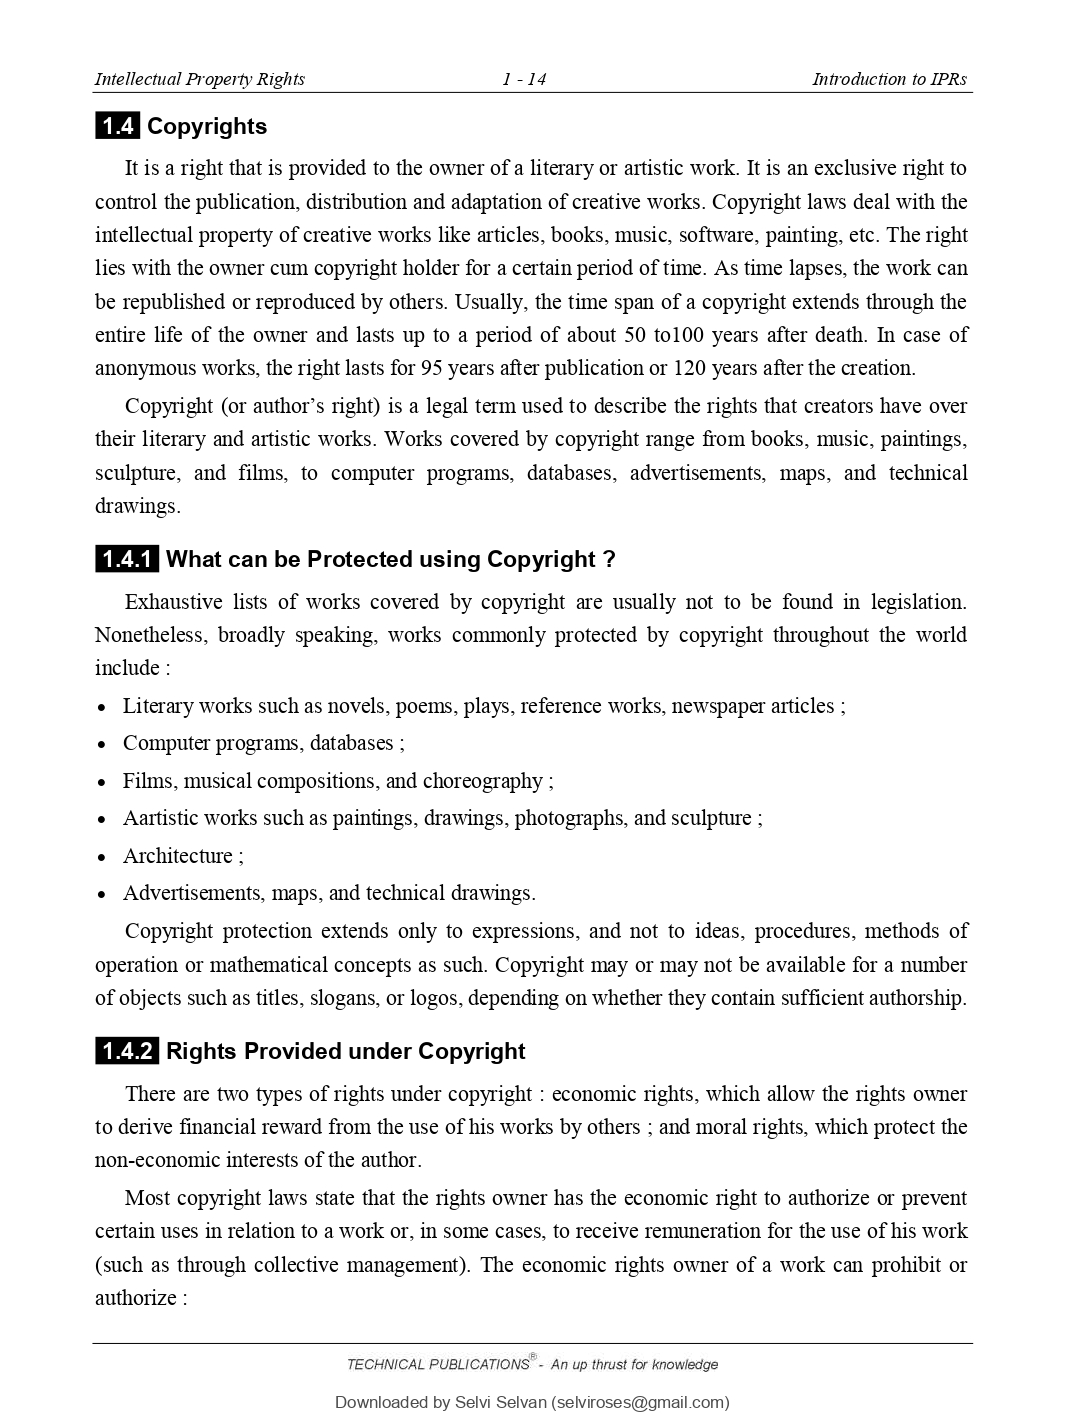 Intellectual Property Rights 1 - 14 Introduction to IPRs
1.4 Copyrights
It is a right that is provided to the owner of a literary or artistic work. It is an exclusive right to
control the publication, distribution and adaptation of creative works. Copyright laws deal with the
intellectual property of creative works like articles, books, music, software, painting, etc. The right
lies with the owner cum copyright holder for a certain period of time. As time lapses, the work can
be republished or reproduced by others. Usually, the time span of a copyright extends through the
entire life of the owner and lasts up to a period of about 50 to100 years after death. In case of
anonymous works, the right lasts for 95 years after publication or 120 years after the creation.
Copyright (or author’s right) is a legal term used to describe the rights that creators have over
their literary and artistic works. Works covered by copyright range from books, music, paintings,
sculpture, and films, to computer programs, databases, advertisements, maps, and technical
drawings.
1.4.1 What can be Protected using Copyright ?
Exhaustive lists of works covered by copyright are usually not to be found in legislation.
Nonetheless, broadly speaking, works commonly protected by copyright throughout the world
include :
• Literary works such as novels, poems, plays, reference works, newspaper articles ;
• Computer programs, databases ;
• Films, musical compositions, and choreography ;
• Aartistic works such as paintings, drawings, photographs, and sculpture ;
• Architecture ;
• Advertisements, maps, and technical drawings.
Copyright protection extends only to expressions, and not to ideas, procedures, methods of
operation or mathematical concepts as such. Copyright may or may not be available for a number
of objects such as titles, slogans, or logos, depending on whether they contain sufficient authorship.
1.4.2 Rights Provided under Copyright
There are two types of rights under copyright : economic rights, which allow the rights owner
to derive financial reward from the use of his works by others ; and moral rights, which protect the
non-economic interests of the author.
Most copyright laws state that the rights owner has the economic right to authorize or prevent
certain uses in relation to a work or, in some cases, to receive remuneration for the use of his work
(such as through collective management). The economic rights owner of a work can prohibit or
authorize :
TECHNICAL PUBLICATIONS® - An up thrust for knowledge
Downloaded by Selvi Selvan (selviroses@gmail.com)